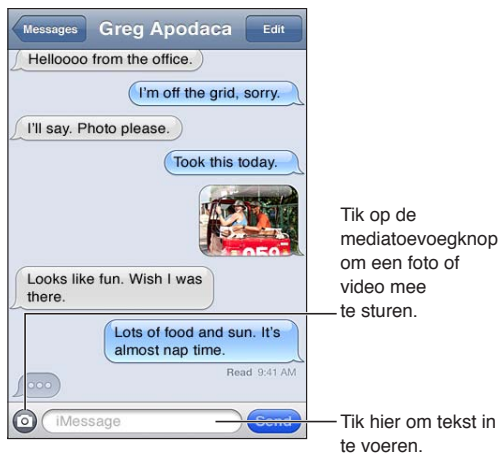 Messages
Greg Apodaca
Edit
Helloooo from the office.
I'm off the grid, sorry.
I'll say. Photo please.
Took this today.
059
Looks like fun. Wish I was
there.
Lots of food and sun. It's
almost nap time.
Read 9:41 AM
iMessage
Send
Tik op de
mediatoevoegknop
om een foto of
video mee
te sturen.
Tik hier om tekst in
te voeren.